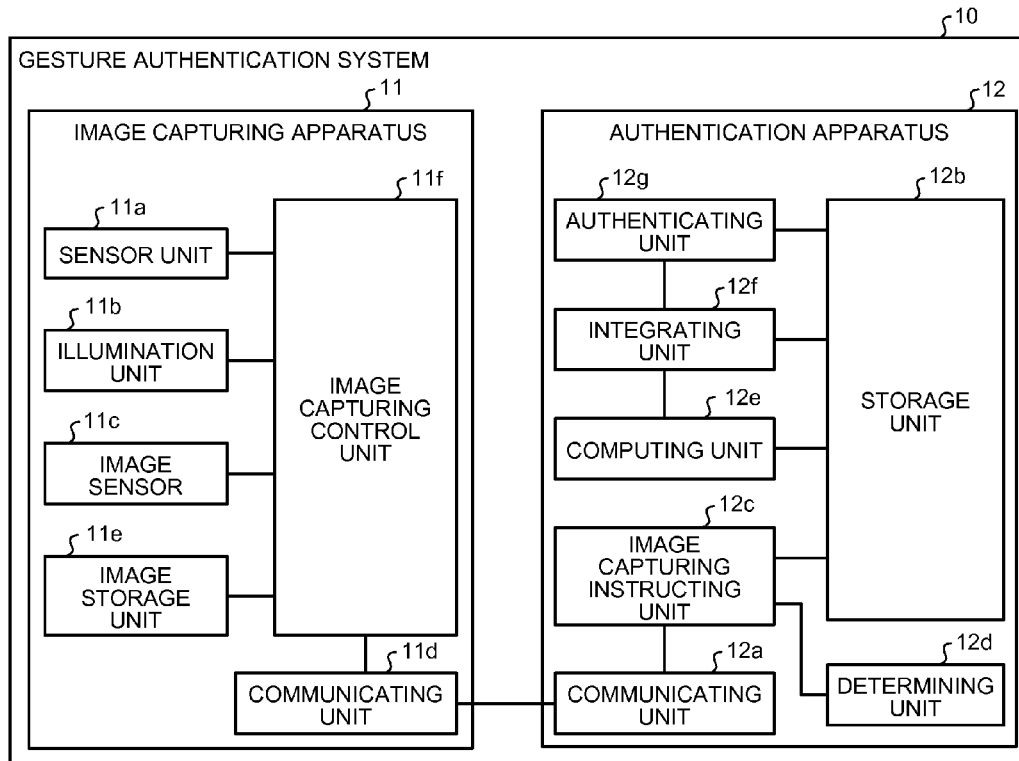 10
GESTURE AUTHENTICATION SYSTEM
11
IMAGE CAPTURING APPARATUS
11f
11a
SENSOR UNIT
11b
ILLUMINATION
UNIT
11c
IMAGE
SENSOR
11e
IMAGE
STORAGE
UNIT
IMAGE
CAPTURING
CONTROL
UNIT
11d
COMMUNICATING
UNIT
12
AUTHENTICATION APPARATUS
12g
AUTHENTICATING
UNIT
12f
INTEGRATING
UNIT
12e
COMPUTING UNIT
12c
IMAGE
CAPTURING
INSTRUCTING
UNIT
12a
COMMUNICATING
UNIT
12b
STORAGE
UNIT
12d
DETERMINING
UNIT